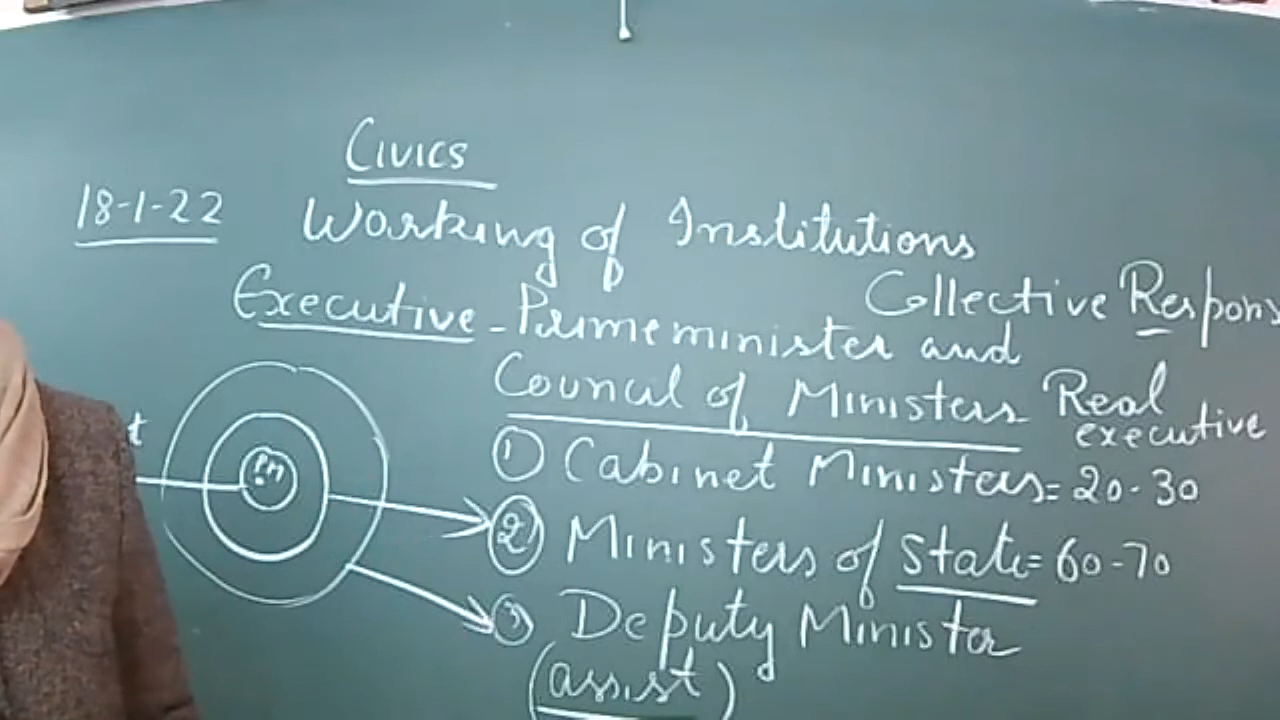 Civics
18-1-22 Working of Institutions
Collective Respons
Executive - Primeminister and
Council of Ministers Real
executive
t
PM
① Cabinet Ministers = 20-30
② Ministers of State = 60-70
③ Deputy Minister
(assist)